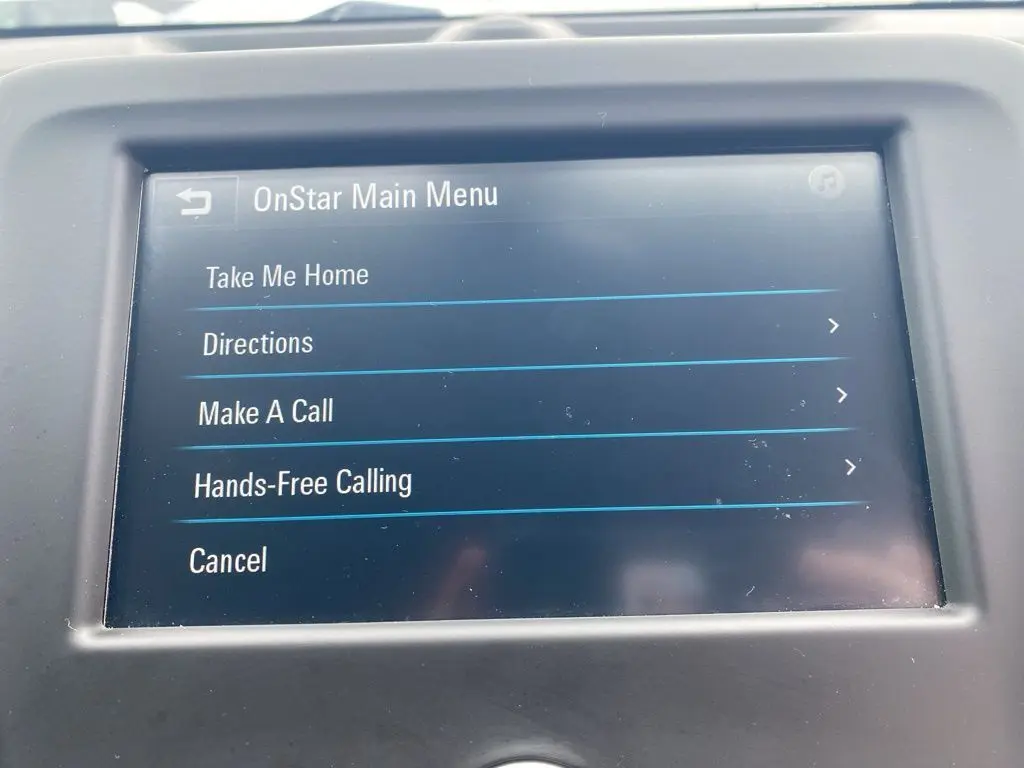 OnStar Main Menu
Take Me Home
Directions
Make A Call
Hands-Free Calling
Cancel